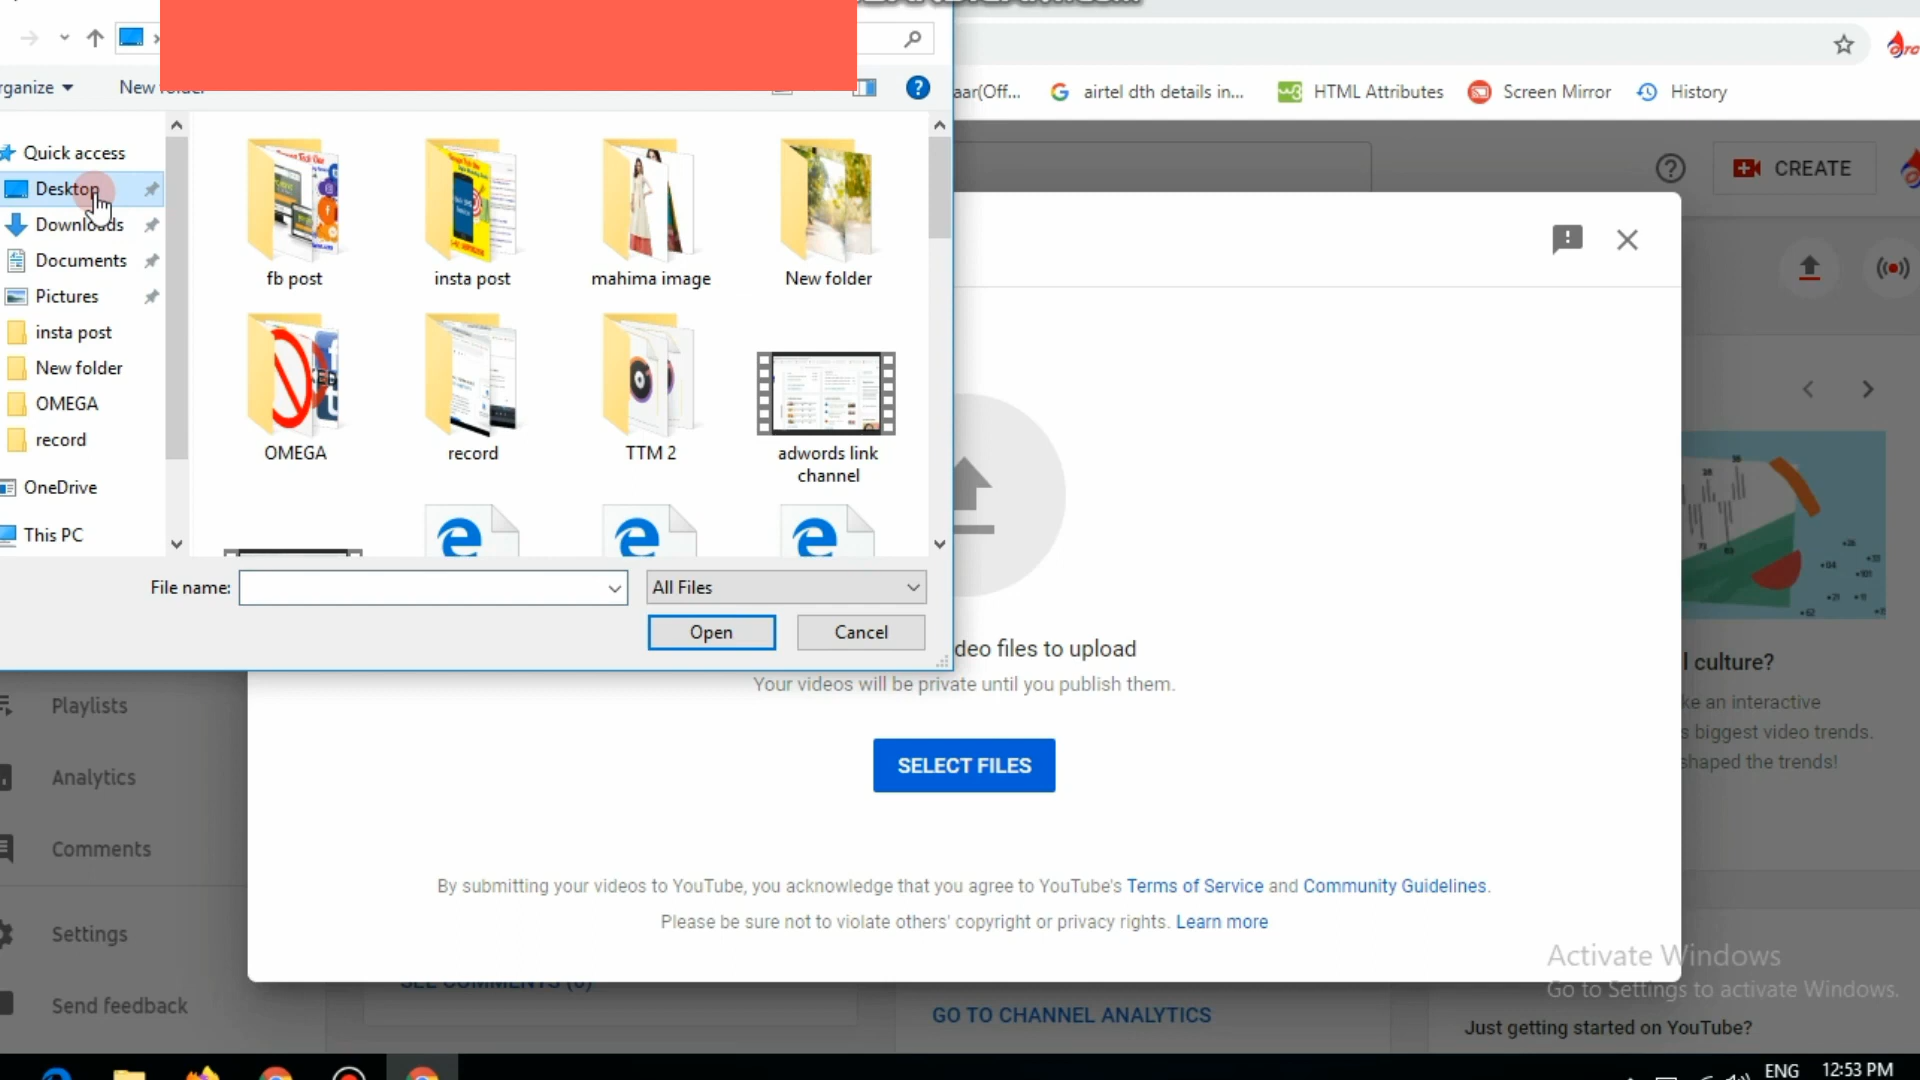 rganize
New
?
aar(Off...
airtel dth details in...
HTML Attributes
Screen Mirror
History
Quick access
Desktop
Downloads
Documents
Pictures
insta post
New folder
OMEGA
record
OneDrive
This PC
fb post
insta post
mahima image
New folder
OMEGA
record
TTM 2
adwords link
channel
File name:
All Files
Open
Cancel
CREATE
deo files to upload
Your videos will be private until you publish them.
SELECT FILES
By submitting your videos to YouTube, you acknowledge that you agree to YouTube's Terms of Service and Community Guidelines.
Please be sure not to violate others' copyright or privacy rights. Learn more
l culture?
ke an interactive
s biggest video trends.
shaped the trends!
Playlists
Analytics
Comments
Settings
Send feedback
SEE COMMENTS (0)
GO TO CHANNEL ANALYTICS
Activate Windows
Go to Settings to activate Windows.
Just getting started on YouTube?
ENG
12:53 PM